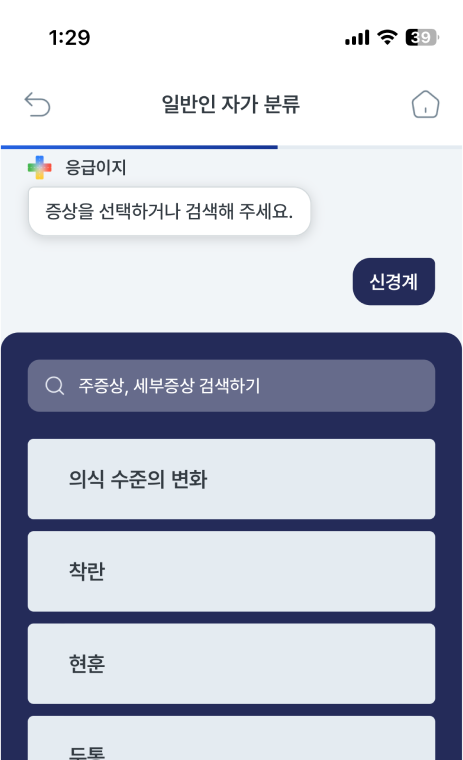 1:29
39
일반인 자가 분류
응급이지
증상을 선택하거나 검색해 주세요.
신경계
주증상, 세부증상 검색하기
의식 수준의 변화
착란
현훈
두통